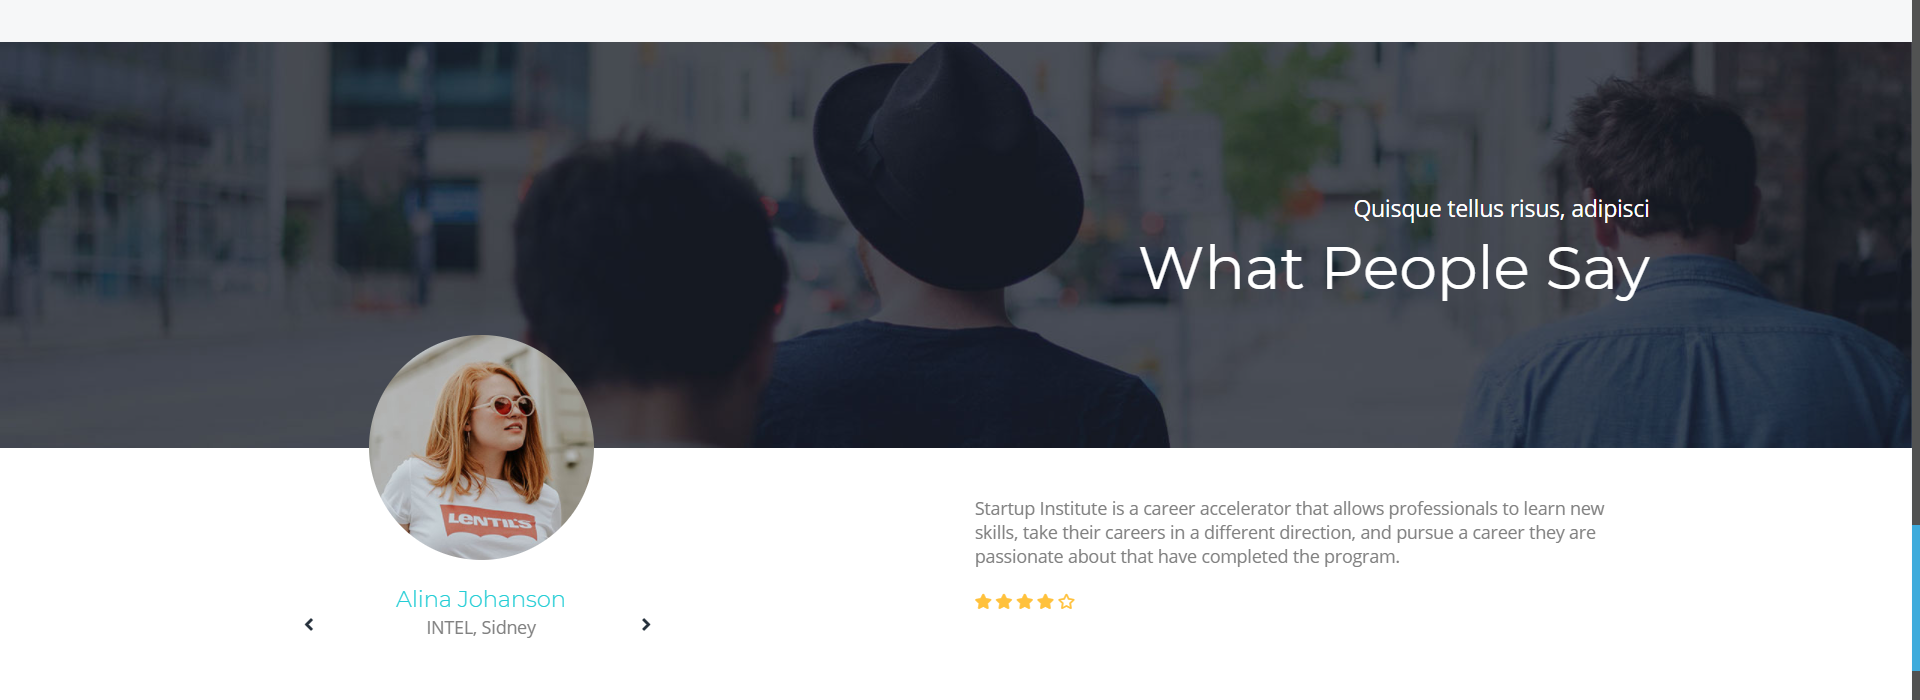 Quisque tellus risus, adipisci
What People Say
LENTILS
Alina Johanson
INTEL, Sidney
Startup Institute is a career accelerator that allows professionals to learn new
skills, take their careers in a different direction, and pursue a career they are
passionate about that have completed the program.